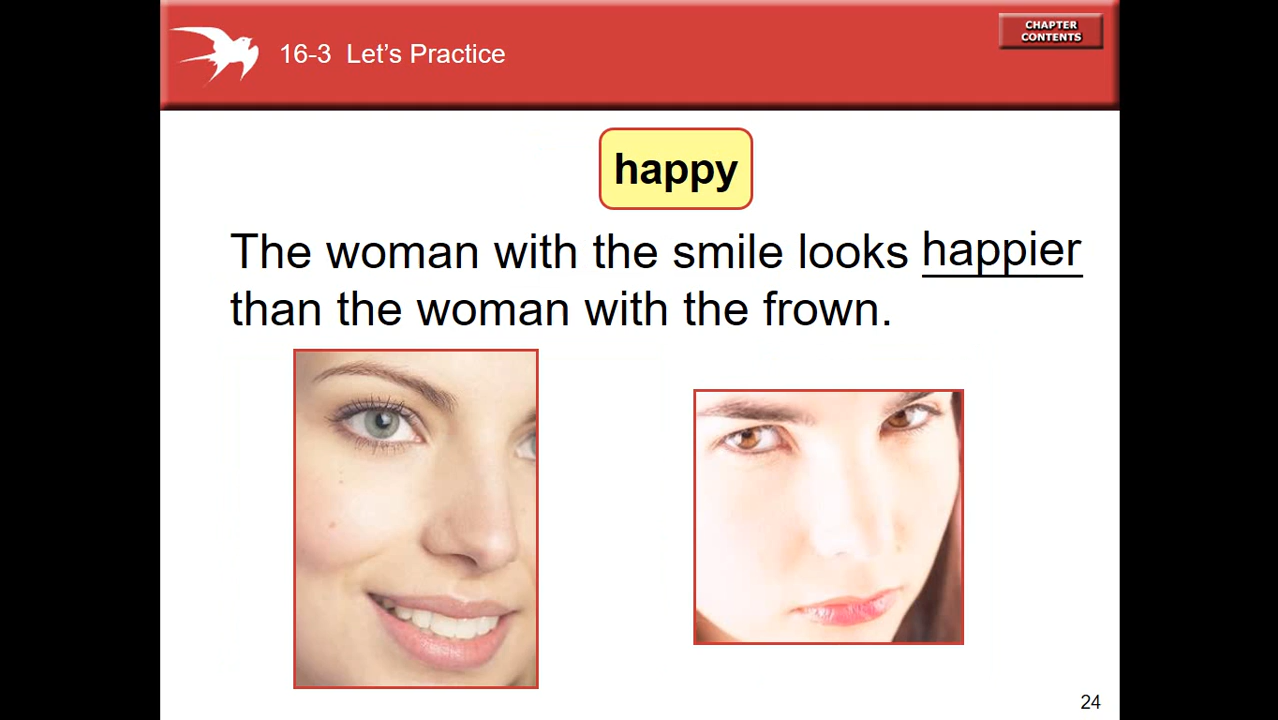 16-3 Let’s Practice
CHAPTER
CONTENTS
happy
The woman with the smile looks happier
than the woman with the frown.
24